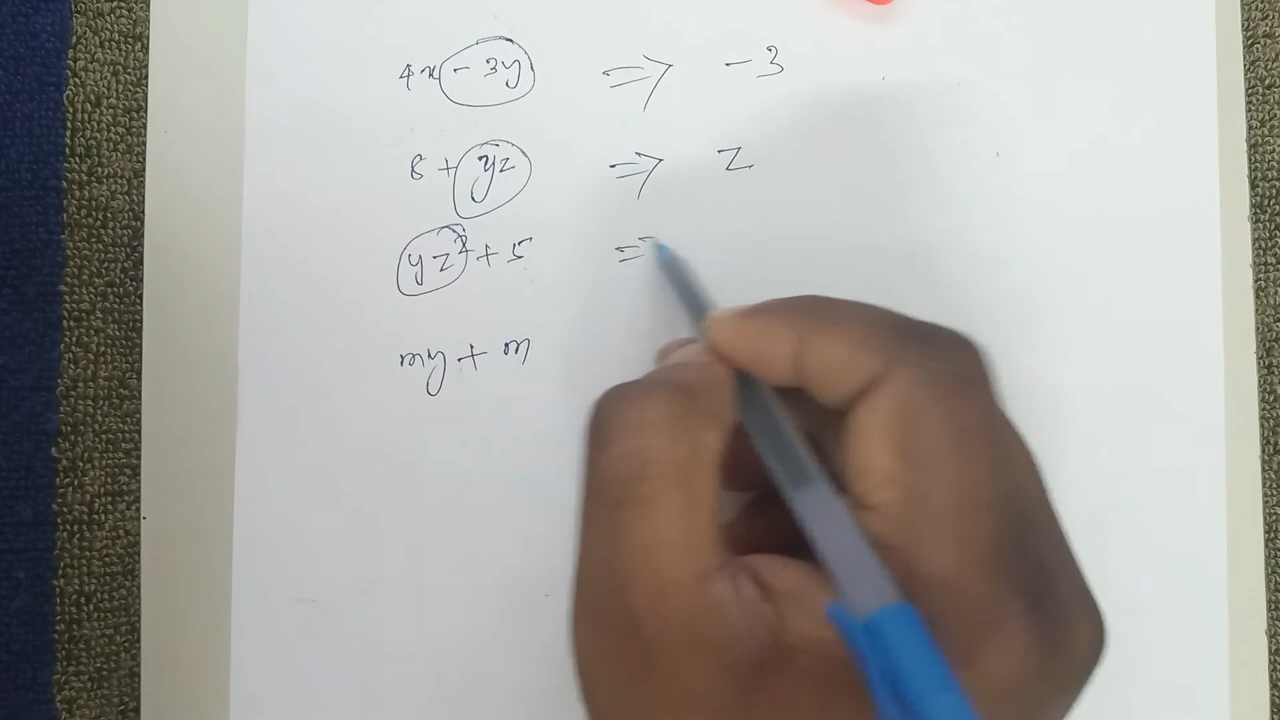 4x - 3y => -3
8 + yz => z
yz² + 5 =>
my + m